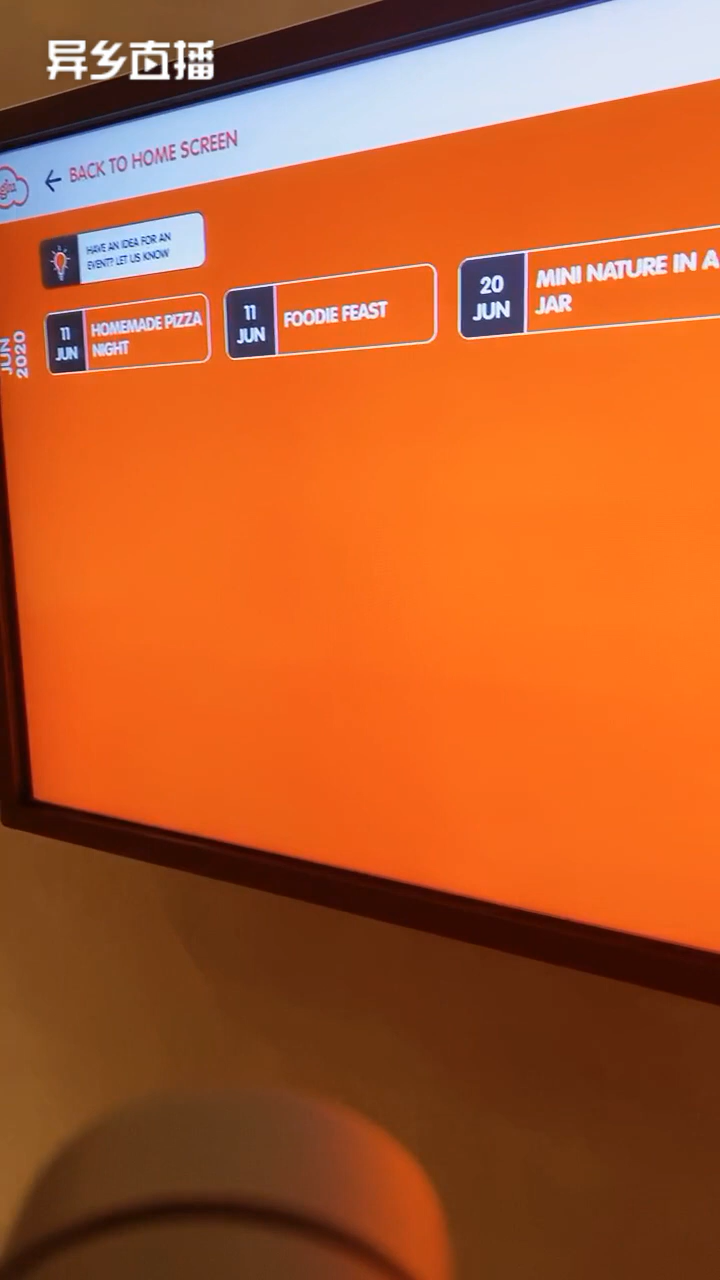 异乡直播
BACK TO HOME SCREEN
HAVE AN IDEA FOR AN
EVENT? LET US KNOW
JUN
2020
11
JUN
HOMEMADE PIZZA
NIGHT
11
JUN
FOODIE FEAST
20
JUN
MINI NATURE IN A
JAR